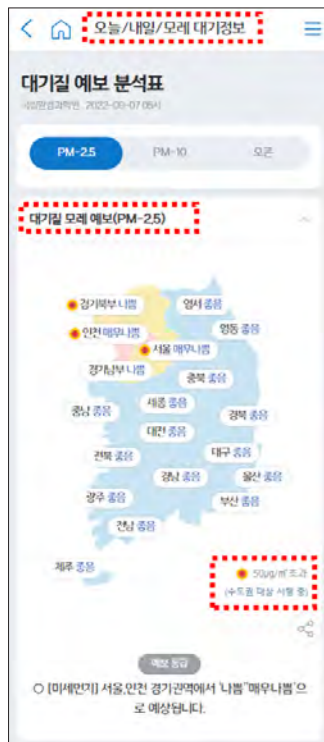 오늘/내일/모레 대기정보
대기질 예보 분석표
2022-09-07 06시
PM-2.5 PM-10 오존
대기질 모레 예보(PM-2,5)
경기북부 나쁨 영서 좋음
인천 매우나쁨 영동 좋음
서울 매우나쁨
경기남부 나쁨 충북 좋음
충남 좋음 세종 좋음 경북 좋음
대전 좋음
전북 좋음 대구 좋음
경남 좋음 울산 좋음
광주 좋음 부산 좋음
전남 좋음
제주 좋음
50μg/㎥ 초과
(수도권 대상 시행 중)
예보 등급
○ [미세먼지] 서울,인천 경기권역에서 '나쁨''매우나쁨'으
로 예상됩니다.